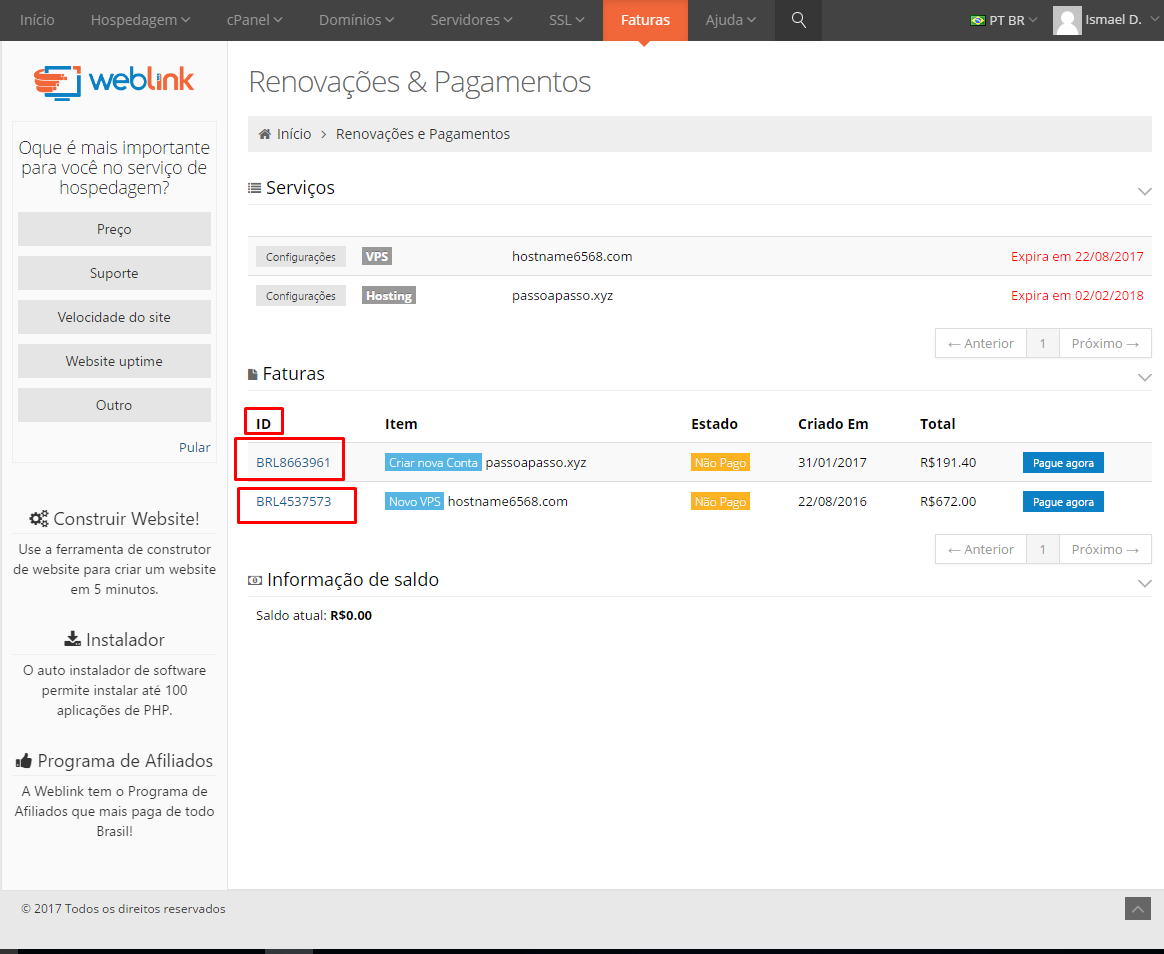 Início Hospedagem cPanel Domínios Servidores SSL Faturas Ajuda PT BR Ismael D.
weblink
Oque é mais importante
para você no serviço de
hospedagem?
Preço
Suporte
Velocidade do site
Website uptime
Outro
Pular
Construir Website!
Use a ferramenta de construtor
de website para criar um website
em 5 minutos.
Instalador
O auto instalador de software
permite instalar até 100
aplicações de PHP.
Programa de Afiliados
A Weblink tem o Programa de
Afiliados que mais paga de todo
Brasil!
Renovações & Pagamentos
Início > Renovações e Pagamentos
Serviços
Configurações VPS hostname6568.com Expira em 22/08/2017
Configurações Hosting passoapasso.xyz Expira em 02/02/2018
← Anterior 1 Próximo →
Faturas
ID Item Estado Criado Em Total
BRL8663961 Criar nova Conta passoapasso.xyz Não Pago 31/01/2017 R$191.40 Pague agora
BRL4537573 Novo VPS hostname6568.com Não Pago 22/08/2016 R$672.00 Pague agora
← Anterior 1 Próximo →
Informação de saldo
Saldo atual: R$0.00
© 2017 Todos os direitos reservados